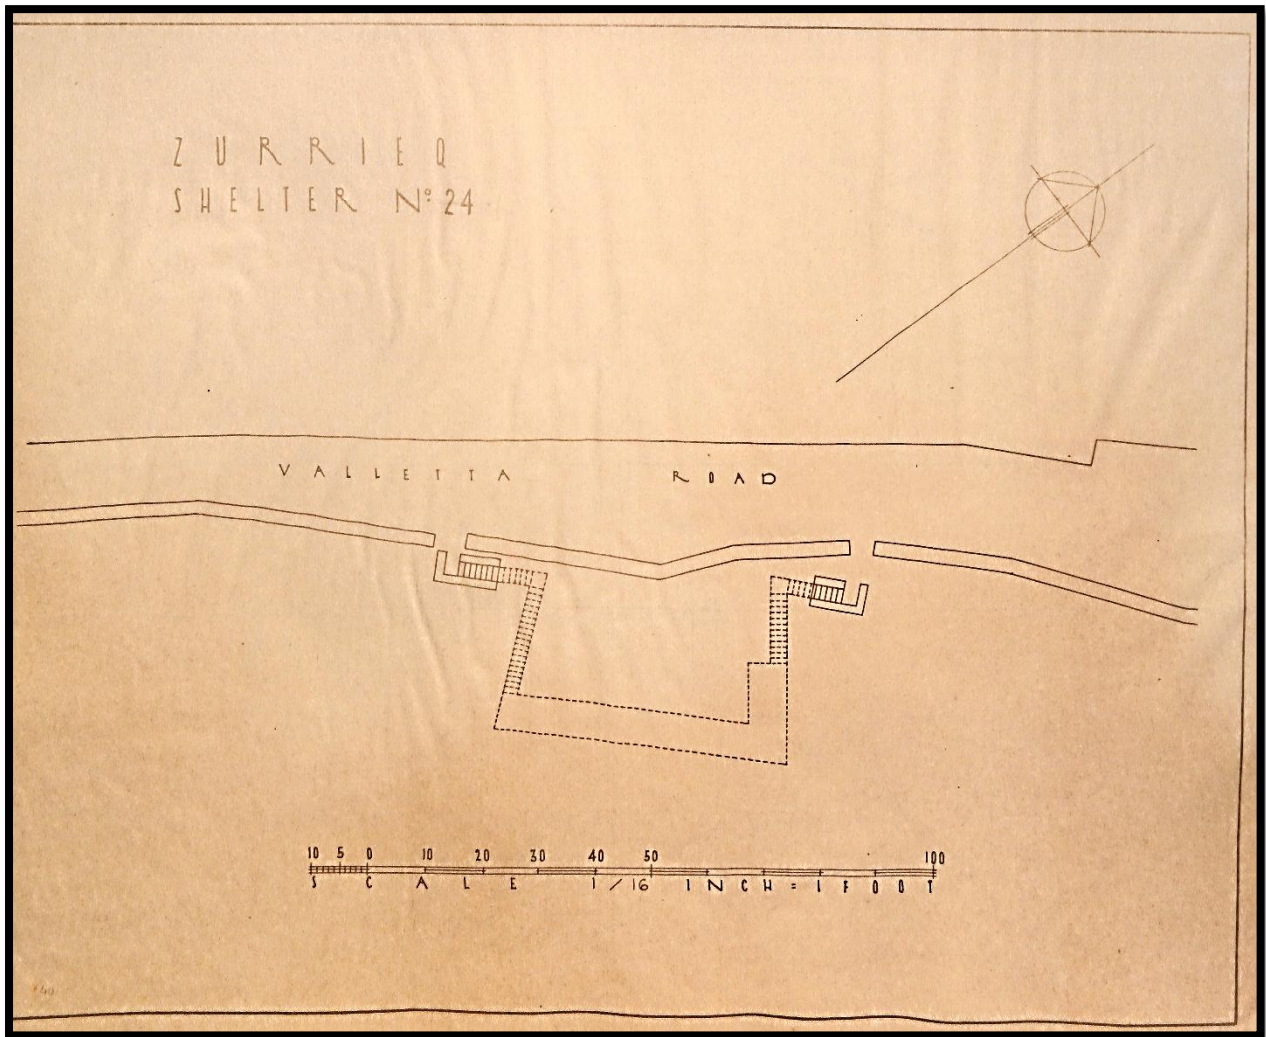 ZURRIEQ
SHELTER Nº 24
VALLETTA ROAD
10 5 0 10 20 30 40 50 100
SCALE 1/16 INCH = 1 FOOT